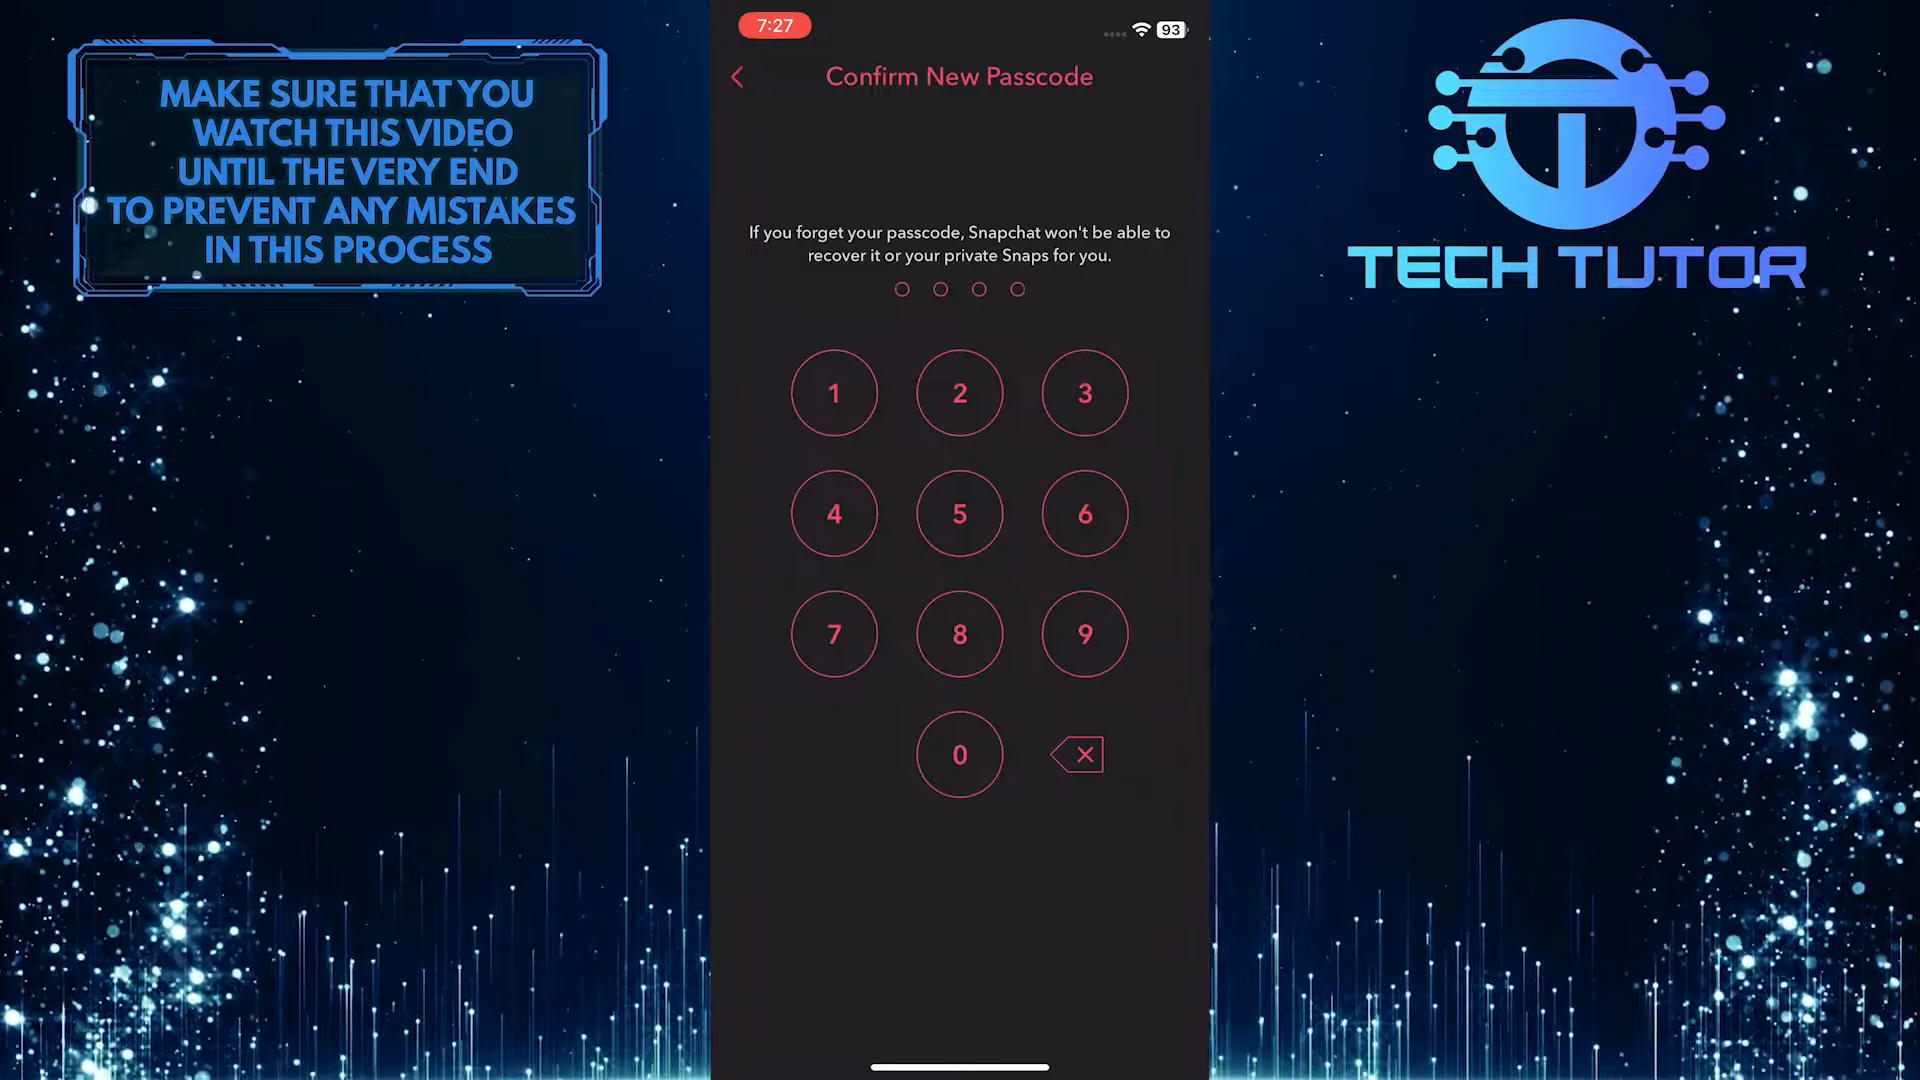 MAKE SURE THAT YOU
WATCH THIS VIDEO
UNTIL THE VERY END
TO PREVENT ANY MISTAKES
IN THIS PROCESS
7:27
93
Confirm New Passcode
If you forget your passcode, Snapchat won't be able to
recover it or your private Snaps for you.
1 2 3
4 5 6
7 8 9
0
TECH TUTOR